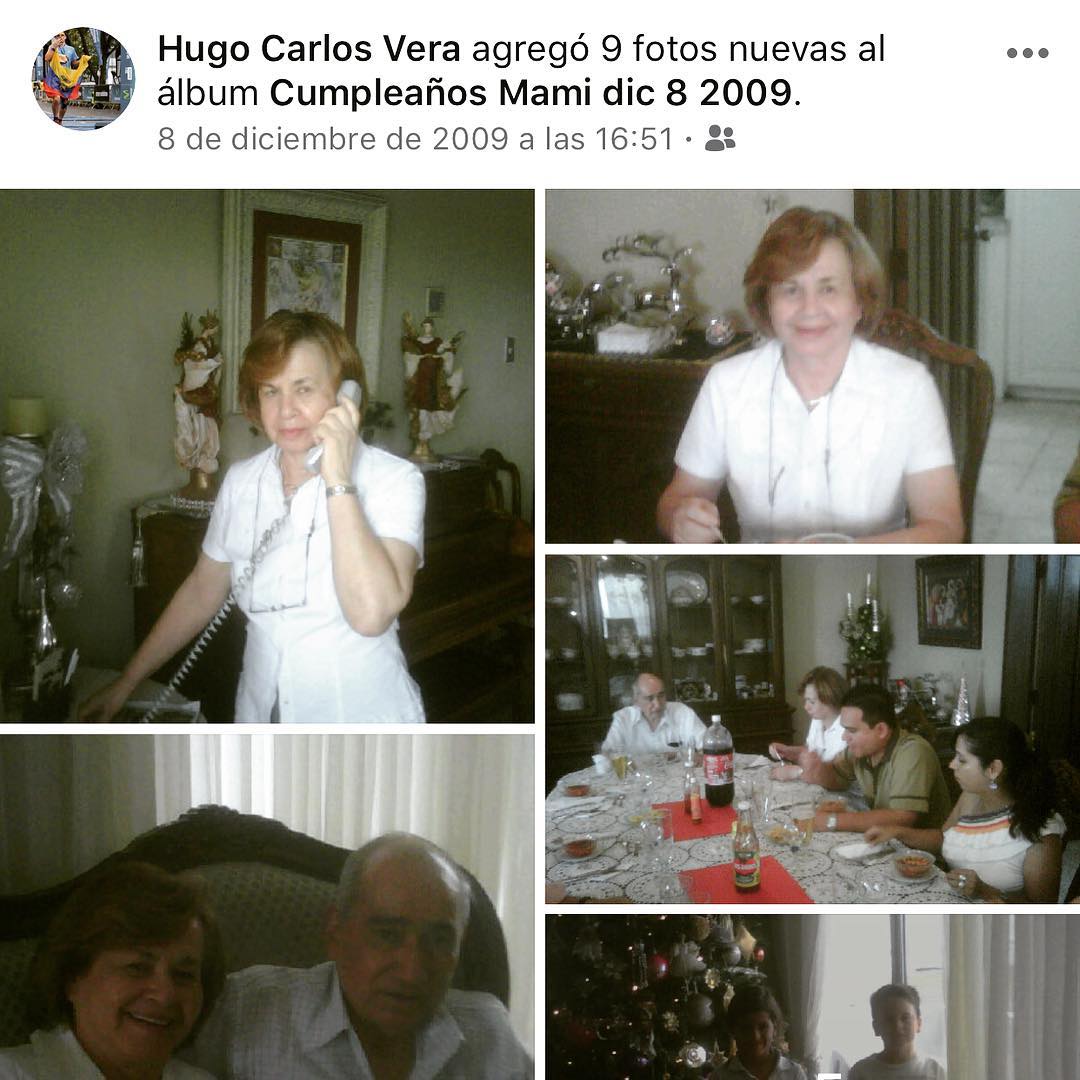 Hugo Carlos Vera agregó 9 fotos nuevas al
álbum Cumpleaños Mami dic 8 2009.
8 de diciembre de 2009 a las 16:51 ·